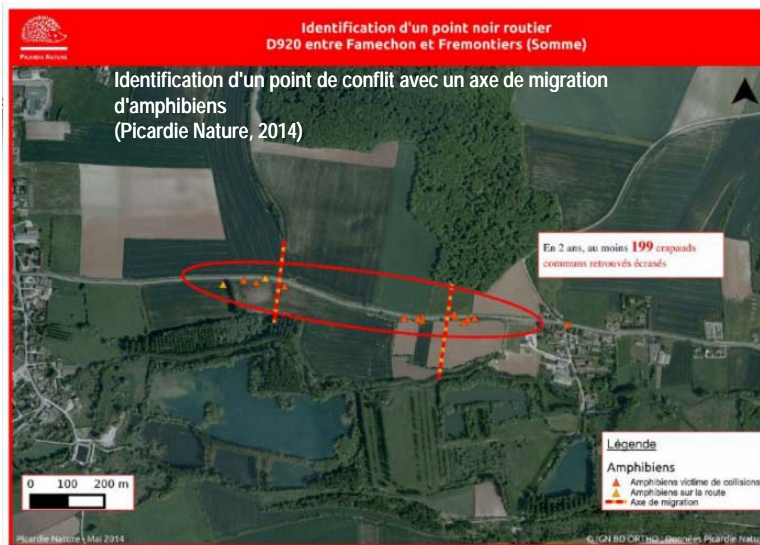 PICARDIE NATURE
Identification d'un point noir routier
D920 entre Famechon et Fremontiers (Somme)
Identification d'un point de conflit avec un axe de migration
d'amphibiens
(Picardie Nature, 2014)
En 2 ans, au moins 199 crapauds
communs retrouvés écrasés
Légende
Amphibiens
Amphibiens victime de collisions
Amphibiens sur la route
Axe de migration
0 100 200 m
Picardie Nature - Mai 2014
© IGN BD ORTHO ; Données Picardie Natu